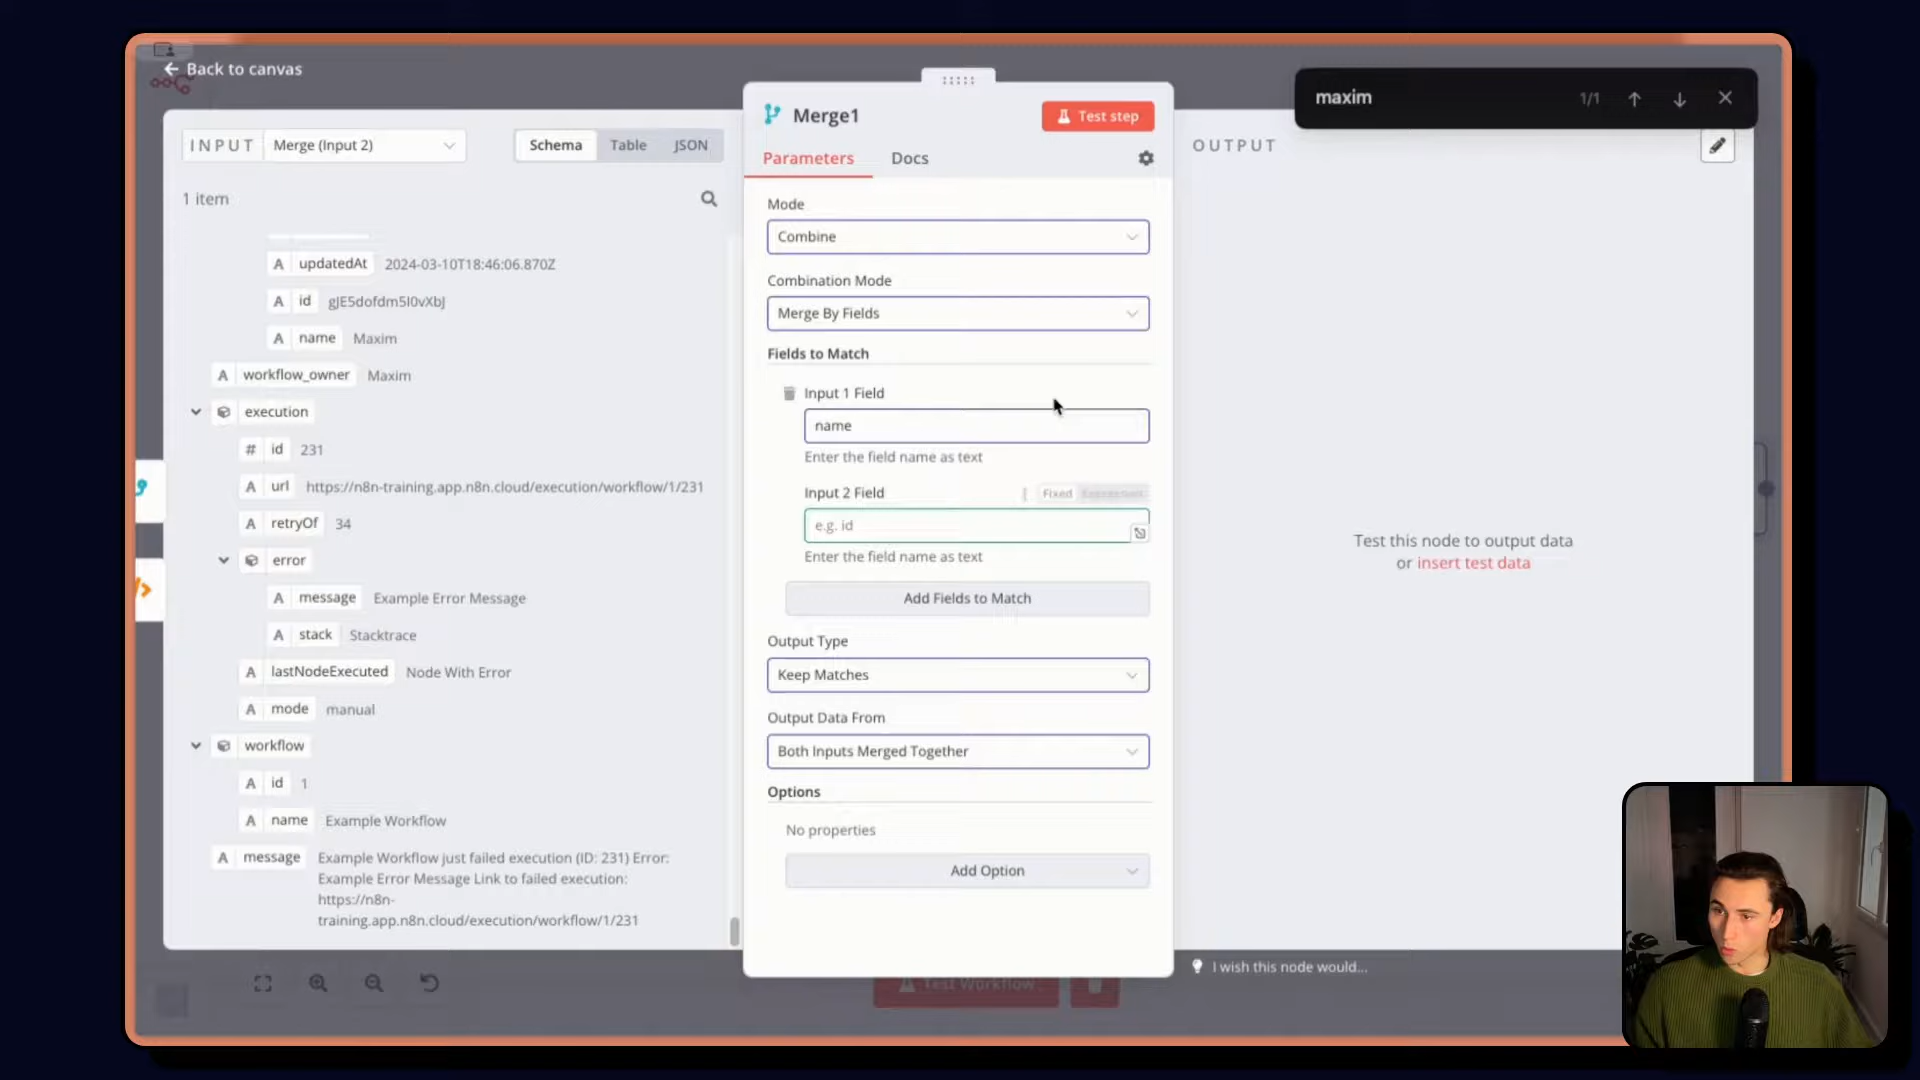 Back to canvas
maxim
1/1
INPUT
Merge (Input 2)
Schema
Table
JSON
1 item
A updatedAt 2024-03-10T18:46:06.870Z
A id gJE5dofdm5I0vXbJ
A name Maxim
A workflow_owner Maxim
execution
# id 231
A url https://n8n-training.app.n8n.cloud/execution/workflow/1/231
A retryOf 34
error
A message Example Error Message
A stack Stacktrace
A lastNodeExecuted Node With Error
A mode manual
workflow
A id 1
A name Example Workflow
A message Example Workflow just failed execution (ID: 231) Error:
Example Error Message Link to failed execution:
https://n8n-
training.app.n8n.cloud/execution/workflow/1/231
Merge1
Test step
Parameters
Docs
Mode
Combine
Combination Mode
Merge By Fields
Fields to Match
Input 1 Field
name
Enter the field name as text
Input 2 Field
Fixed Expression
e.g. id
Enter the field name as text
Add Fields to Match
Output Type
Keep Matches
Output Data From
Both Inputs Merged Together
Options
No properties
Add Option
Test Workflow
OUTPUT
Test this node to output data
or insert test data
I wish this node would...